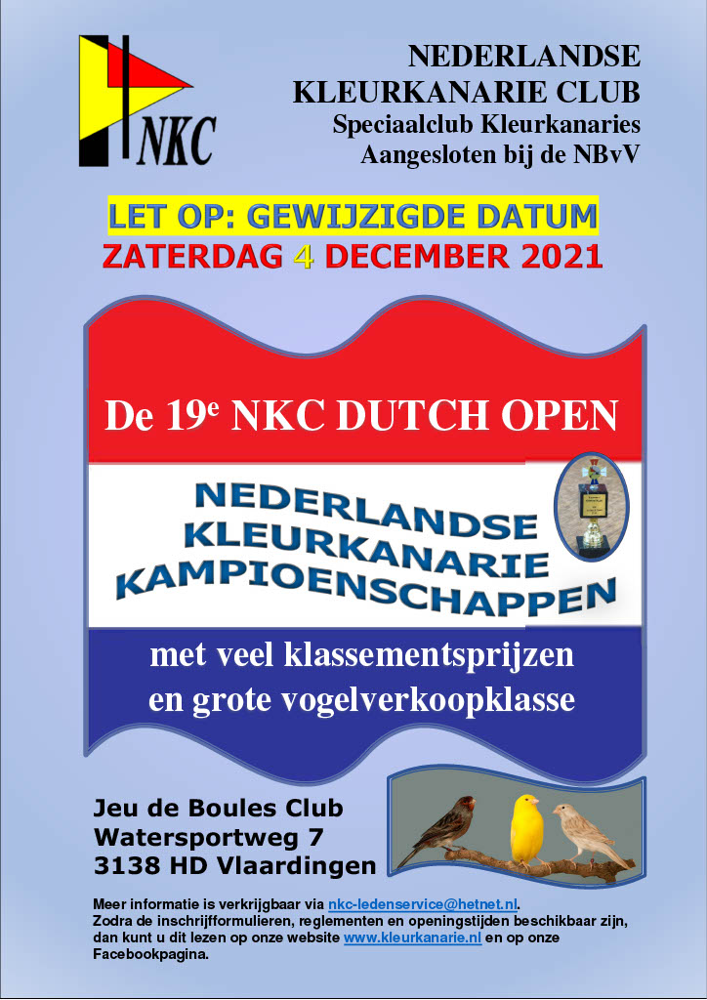 NKC
NEDERLANDSE
KLEURKANARIE CLUB
Speciaalclub Kleurkanaries
Aangesloten bij de NBvV
LET OP: GEWIJZIGDE DATUM
ZATERDAG 4 DECEMBER 2021
De 19e NKC DUTCH OPEN
NEDERLANDSE
KLEURKANARIE
KAMPIOENSCHAPPEN
met veel klassementsprijzen
en grote vogelverkoopklasse
Jeu de Boules Club
Watersportweg 7
3138 HD Vlaardingen
Meer informatie is verkrijgbaar via nkc-ledenservice@hetnet.nl.
Zodra de inschrijfformulieren, reglementen en openingstijden beschikbaar zijn,
dan kunt u dit lezen op onze website www.kleurkanarie.nl en op onze
Facebookpagina.